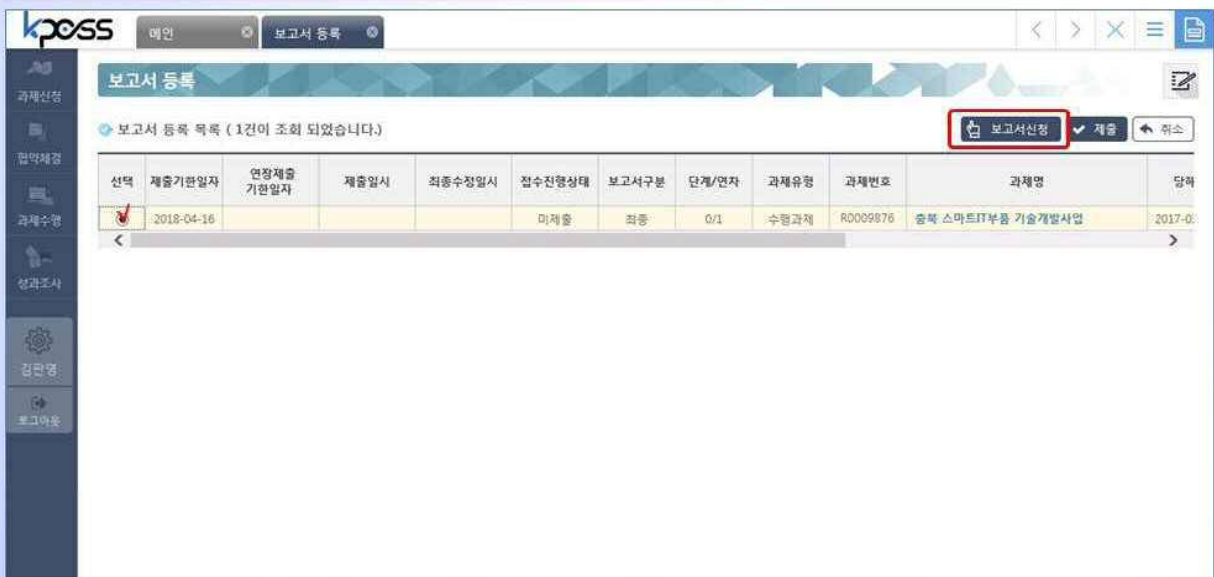 kpass
메인
보고서 등록
과제신청
협약체결
과제수행
성과조사
김판영
로그아웃
보고서 등록
보고서 등록 목록 ( 1건이 조회 되었습니다.)
보고서신청 제출 취소
선택 제출기한일자 연장제출 기한일자 제출일시 최종수정일시 접수진행상태 보고서구분 단계/연차 과제유형 과제번호 과제명 당해
2018-04-16 미제출 최종 0/1 수행과제 R0009876 충북 스마트IT부품 기술개발사업 2017-0